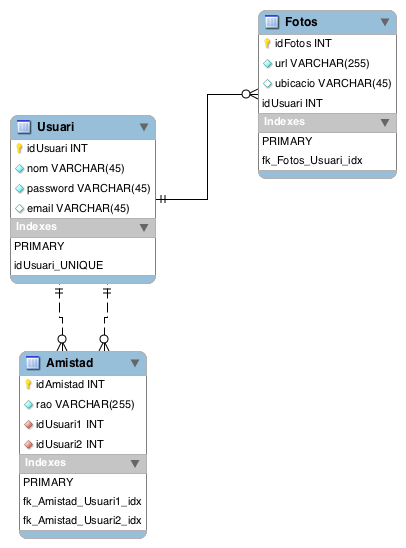 Fotos
idFotos INT
url VARCHAR(255)
ubicacio VARCHAR(45)
idUsuari INT
Indexes
PRIMARY
fk_Fotos_Usuari_idx
Usuari
idUsuari INT
nom VARCHAR(45)
password VARCHAR(45)
email VARCHAR(45)
Indexes
PRIMARY
idUsuari_UNIQUE
Amistad
idAmistad INT
rao VARCHAR(255)
idUsuari1 INT
idUsuari2 INT
Indexes
PRIMARY
fk_Amistad_Usuari1_idx
fk_Amistad_Usuari2_idx